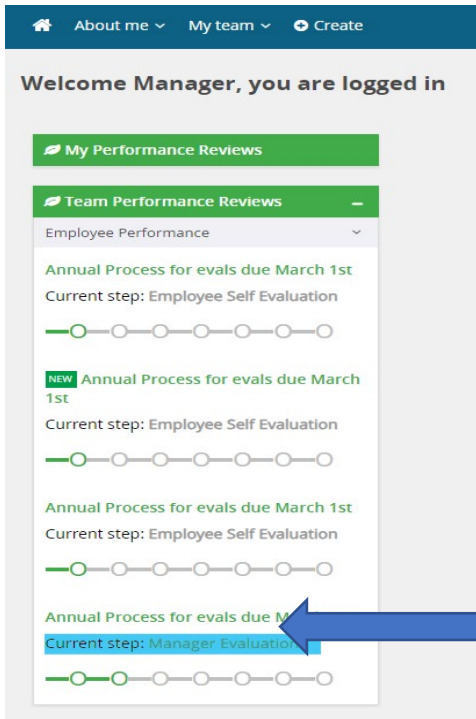 About me My team Create
Welcome Manager, you are logged in
My Performance Reviews
Team Performance Reviews
Employee Performance
Annual Process for evals due March 1st
Current step: Employee Self Evaluation
NEW Annual Process for evals due March
1st
Current step: Employee Self Evaluation
Annual Process for evals due March 1st
Current step: Employee Self Evaluation
Annual Process for evals due
Current step: Manager Evaluation